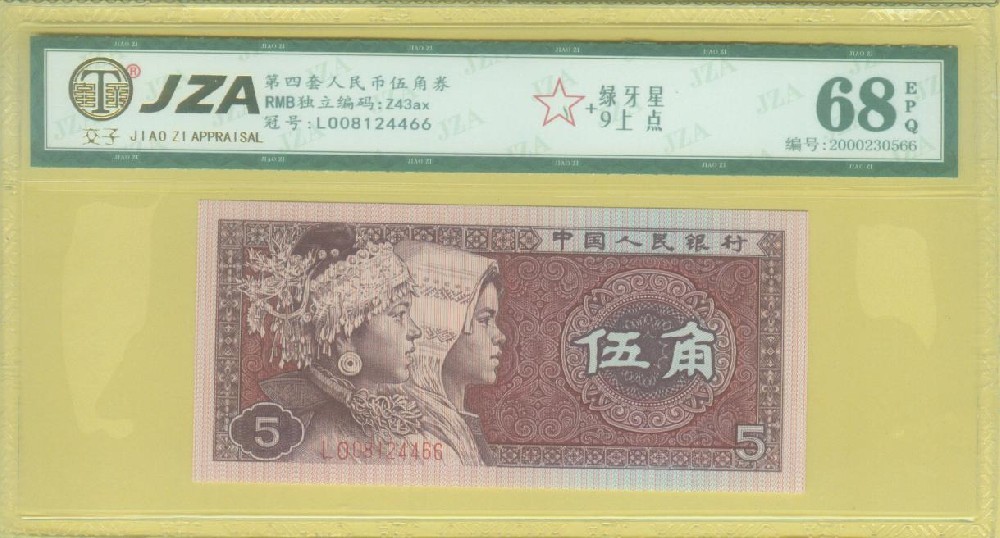 JZA
®
交子 JIAO ZI APPRAISAL
第四套人民币伍角券
RMB独立编码:Z43ax
冠号:L008124466
+绿牙星
9上点
68
EPQ
编号:2000230566
中国人民银行
伍角
5
L008124466
5